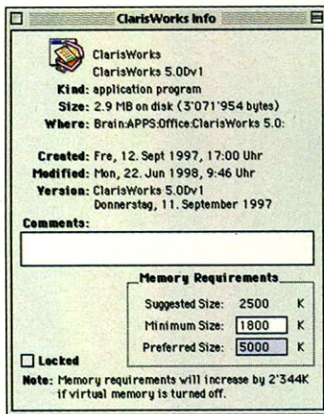 ClarisWorks Info
ClarisWorks
ClarisWorks 5.0Dv1
Kind: application program
Size: 2.9 MB on disk (3'071'954 bytes)
Where: Brain:APPS:Office:ClarisWorks 5.0:
Created: Fre, 12. Sept 1997, 17:00 Uhr
Modified: Mon, 22. Jun 1998, 9:46 Uhr
Version: ClarisWorks 5.0Dv1
Donnerstag, 11. September 1997
Comments:
Memory Requirements
Suggested Size: 2500 K
Minimum Size: 1800 K
Preferred Size: 5000 K
Locked
Note: Memory requirements will increase by 2'344K
if virtual memory is turned off.